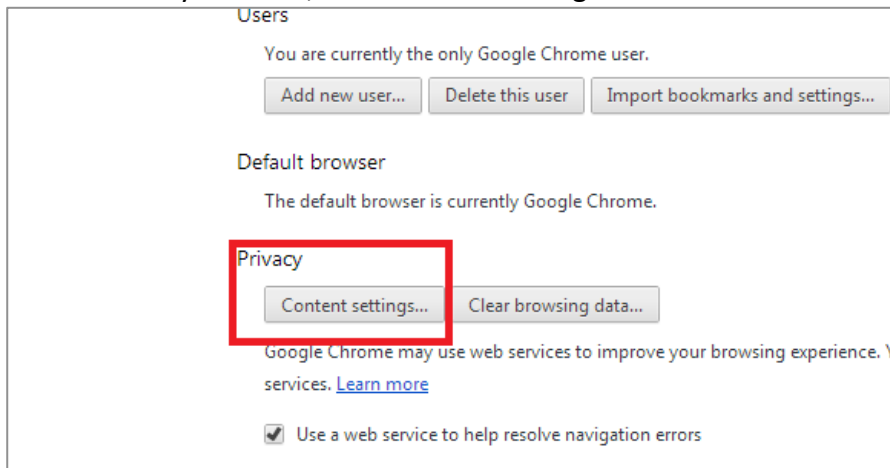 Users
You are currently the only Google Chrome user.
Add new user... Delete this user Import bookmarks and settings...
Default browser
The default browser is currently Google Chrome.
Privacy
Content settings... Clear browsing data...
Google Chrome may use web services to improve your browsing experience.
services. Learn more
Use a web service to help resolve navigation errors